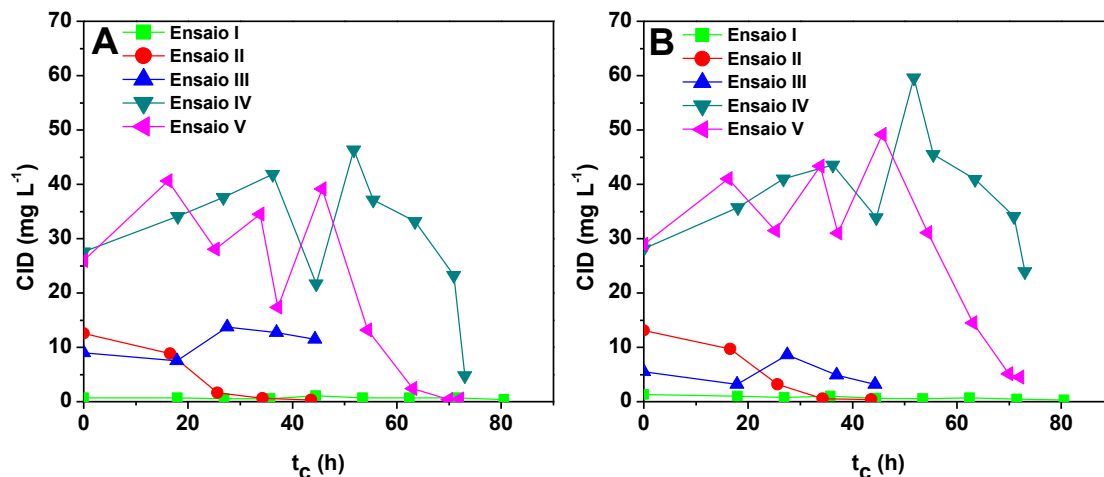 A
Ensaio I
Ensaio II
Ensaio III
Ensaio IV
Ensaio V
CID (mg L⁻¹)
70
60
50
40
30
20
10
0
0 20 40 60 80
t_C (h)
B
Ensaio I
Ensaio II
Ensaio III
Ensaio IV
Ensaio V
CID (mg L⁻¹)
70
60
50
40
30
20
10
0
0 20 40 60 80
t_C (h)